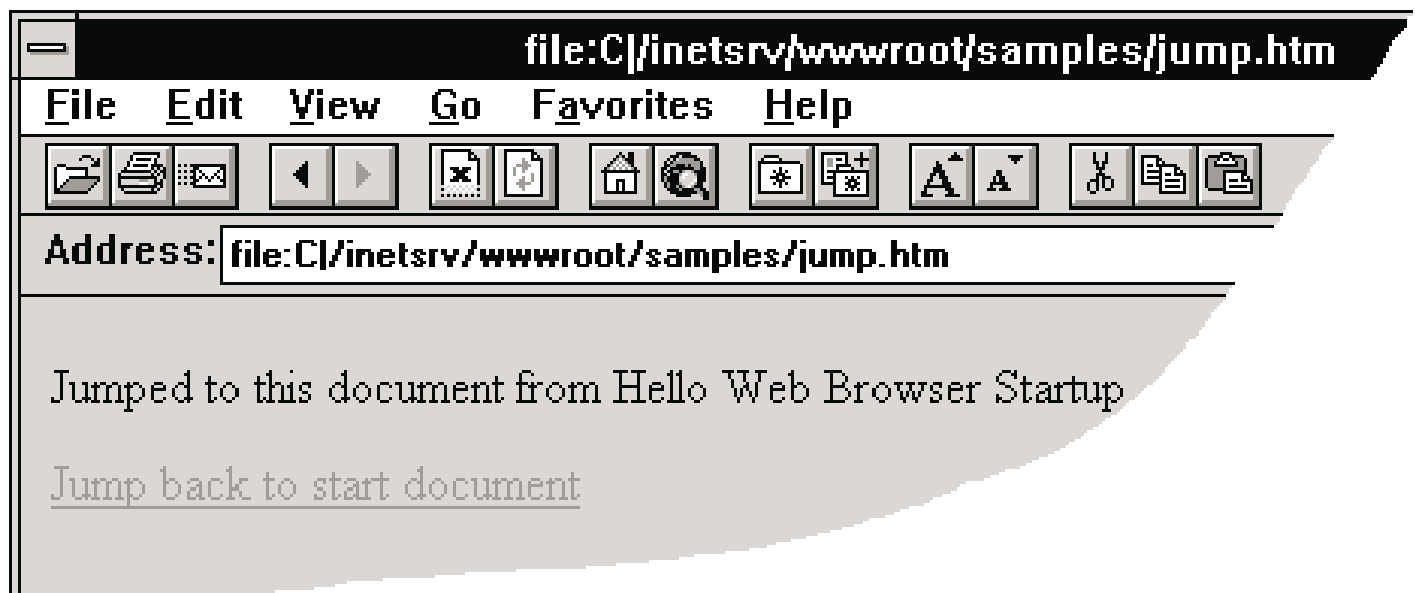 file:C|/inetsrv/wwwroot/samples/jump.htm
File Edit View Go Favorites Help
A A
Address: file:C|/inetsrv/wwwroot/samples/jump.htm
Jumped to this document from Hello Web Browser Startup
Jump back to start document